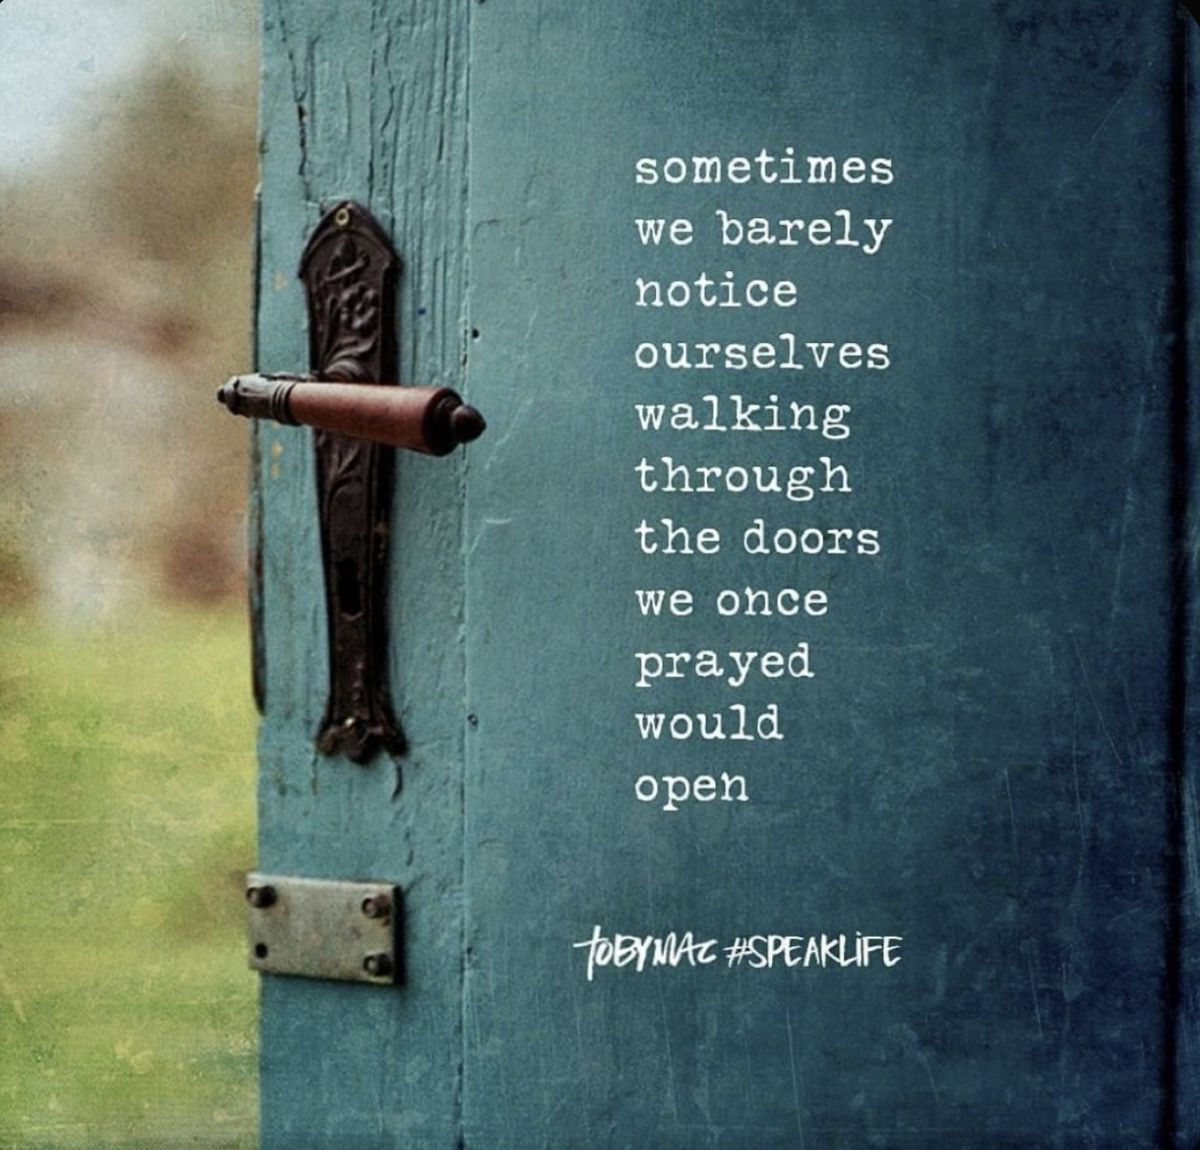 sometimes
we barely
notice
ourselves
walking
through
the doors
we once
prayed
would
open
TOBYMAC #SPEAKLIFE